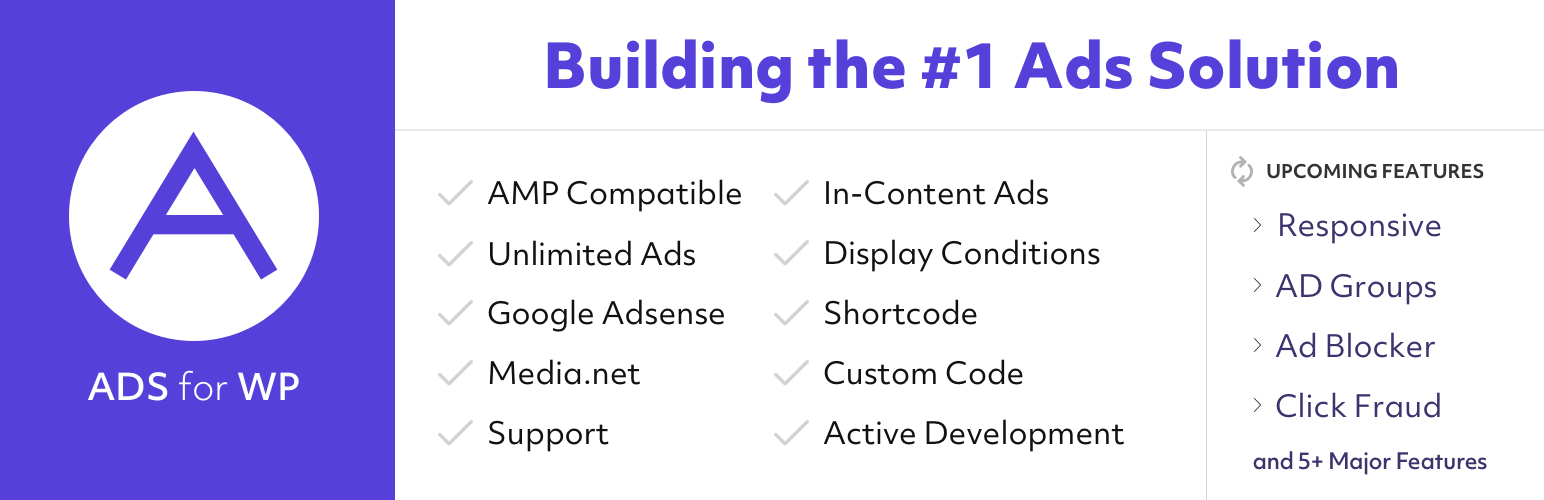 A
ADS for WP
Building the #1 Ads Solution
AMP Compatible
Unlimited Ads
Google Adsense
Media.net
Support
In-Content Ads
Display Conditions
Shortcode
Custom Code
Active Development
UPCOMING FEATURES
Responsive
AD Groups
Ad Blocker
Click Fraud
and 5+ Major Features